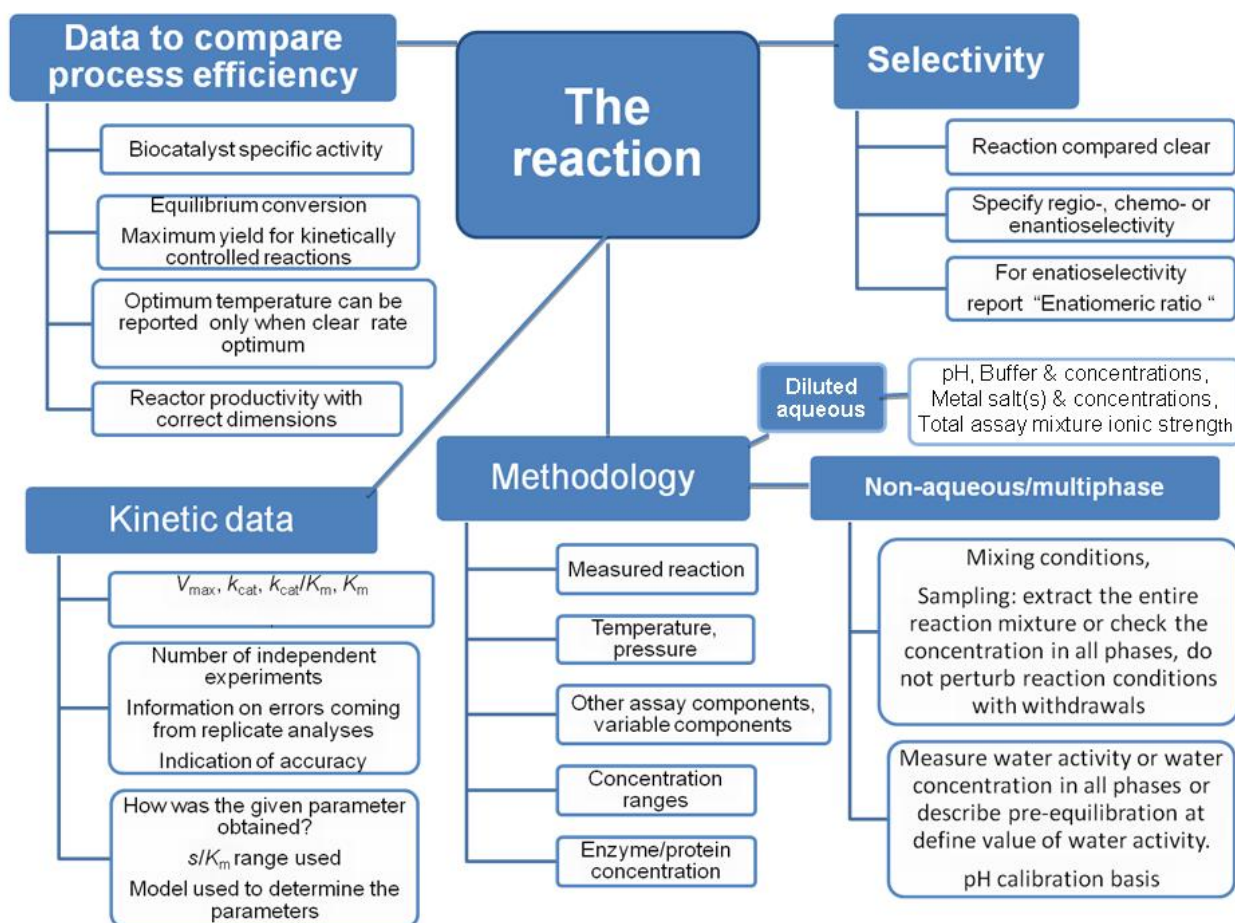 Data to compare
process efficiency
Biocatalyst specific activity
Equilibrium conversion
Maximum yield for kinetically
controlled reactions
Optimum temperature can be
reported only when clear rate
optimum
Reactor productivity with
correct dimensions
The
reaction
Selectivity
Reaction compared clear
Specify regio-, chemo- or
enantioselectivity
For enatioselectivity
report “Enatiomeric ratio “
Diluted
aqueous
pH, Buffer & concentrations,
Metal salt(s) & concentrations,
Total assay mixture ionic strength
Kinetic data
Vmax, kcat, kcat/Km, Km
Number of independent
experiments
Information on errors coming
from replicate analyses
Indication of accuracy
How was the given parameter
obtained?
s/Km range used
Model used to determine the
parameters
Methodology
Measured reaction
Temperature,
pressure
Other assay components,
variable components
Concentration
ranges
Enzyme/protein
concentration
Non-aqueous/multiphase
Mixing conditions,
Sampling: extract the entire
reaction mixture or check the
concentration in all phases, do
not perturb reaction conditions
with withdrawals
Measure water activity or water
concentration in all phases or
describe pre-equilibration at
define value of water activity.
pH calibration basis